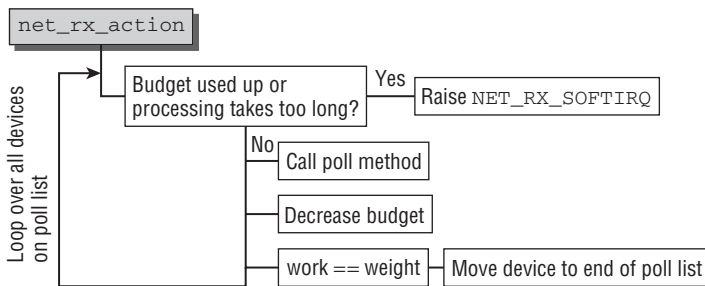 net_rx_action
Budget used up or
processing takes too long?
Yes
Raise NET_RX_SOFTIRQ
No
Call poll method
Decrease budget
work == weight
Move device to end of poll list
Loop over all devices
on poll list